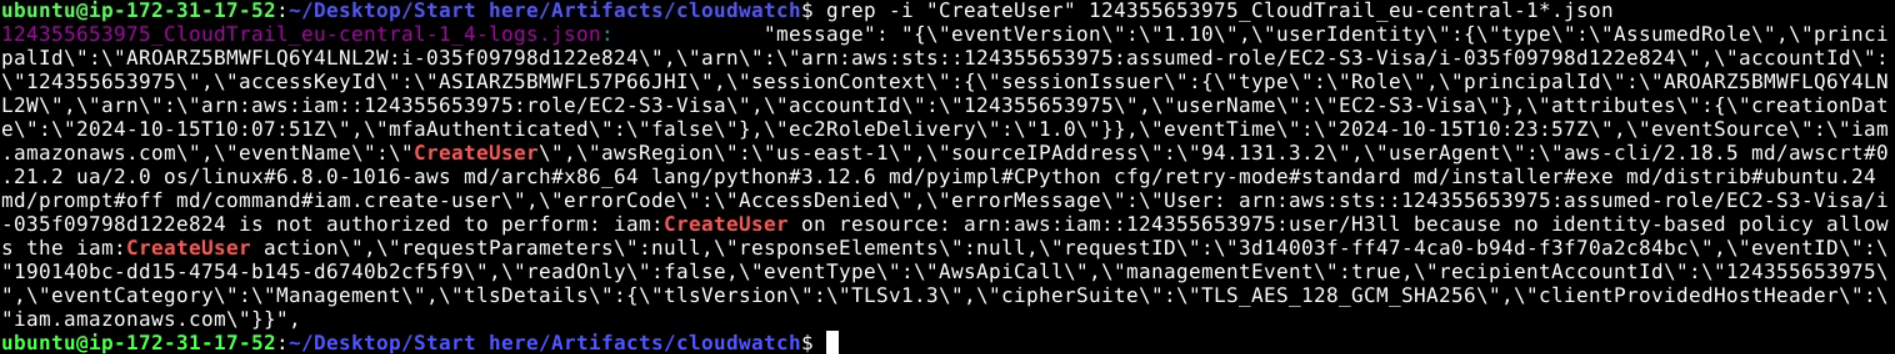 ubuntu@ip-172-31-17-52:~/Desktop/Start here/Artifacts/cloudwatch$ grep -i "CreateUser" 124355653975_CloudTrail_eu-central-1*.json
124355653975_CloudTrail_eu-central-1_4-logs.json:            "message": "{\"eventVersion\":\"1.10\",\"userIdentity\":{\"type\":\"AssumedRole\",\"princi
palId\":\"AROARZ5BMWFLQ6Y4LNL2W:i-035f09798d122e824\",\"arn\":\"arn:aws:sts::124355653975:assumed-role/EC2-S3-Visa/i-035f09798d122e824\",\"accountId\":
\"124355653975\",\"accessKeyId\":\"ASIARZ5BMWFL57P66JHI\",\"sessionContext\":{\"sessionIssuer\":{\"type\":\"Role\",\"principalId\":\"AROARZ5BMWFLQ6Y4LN
L2W\",\"arn\":\"arn:aws:iam::124355653975:role/EC2-S3-Visa\",\"accountId\":\"124355653975\",\"userName\":\"EC2-S3-Visa\"},\"attributes\":{\"creationDat
e\":\"2024-10-15T10:07:51Z\",\"mfaAuthenticated\":\"false\"},\"ec2RoleDelivery\":\"1.0\"}},\"eventTime\":\"2024-10-15T10:23:57Z\",\"eventSource\":\"iam
.amazonaws.com\",\"eventName\":\"CreateUser\",\"awsRegion\":\"us-east-1\",\"sourceIPAddress\":\"94.131.3.2\",\"userAgent\":\"aws-cli/2.18.5 md/awscrt#0
.21.2 ua/2.0 os/linux#6.8.0-1016-aws md/arch#x86_64 lang/python#3.12.6 md/pyimpl#CPython cfg/retry-mode#standard md/installer#exe md/distrib#ubuntu.24
md/prompt#off md/command#iam.create-user\",\"errorCode\":\"AccessDenied\",\"errorMessage\":\"User: arn:aws:sts::124355653975:assumed-role/EC2-S3-Visa/i
-035f09798d122e824 is not authorized to perform: iam:CreateUser on resource: arn:aws:iam::124355653975:user/H3ll because no identity-based policy allow
s the iam:CreateUser action\",\"requestParameters\":null,\"responseElements\":null,\"requestID\":\"3d14003f-ff47-4ca0-b94d-f3f70a2c84bc\",\"eventID\":\
"190140bc-dd15-4754-b145-d6740b2cf5f9\",\"readOnly\":false,\"eventType\":\"AwsApiCall\",\"managementEvent\":true,\"recipientAccountId\":\"124355653975\
",\"eventCategory\":\"Management\",\"tlsDetails\":{\"tlsVersion\":\"TLSv1.3\",\"cipherSuite\":\"TLS_AES_128_GCM_SHA256\",\"clientProvidedHostHeader\":\
"iam.amazonaws.com\"}}",
ubuntu@ip-172-31-17-52:~/Desktop/Start here/Artifacts/cloudwatch$